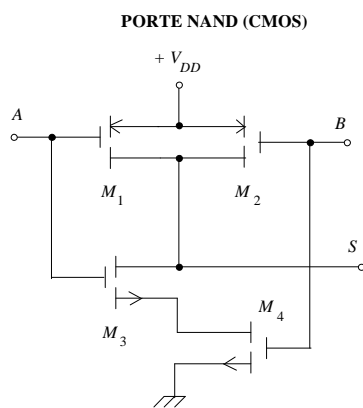 PORTE NAND (CMOS)
+ V_DD
A
B
M_1
M_2
S
M_4
M_3